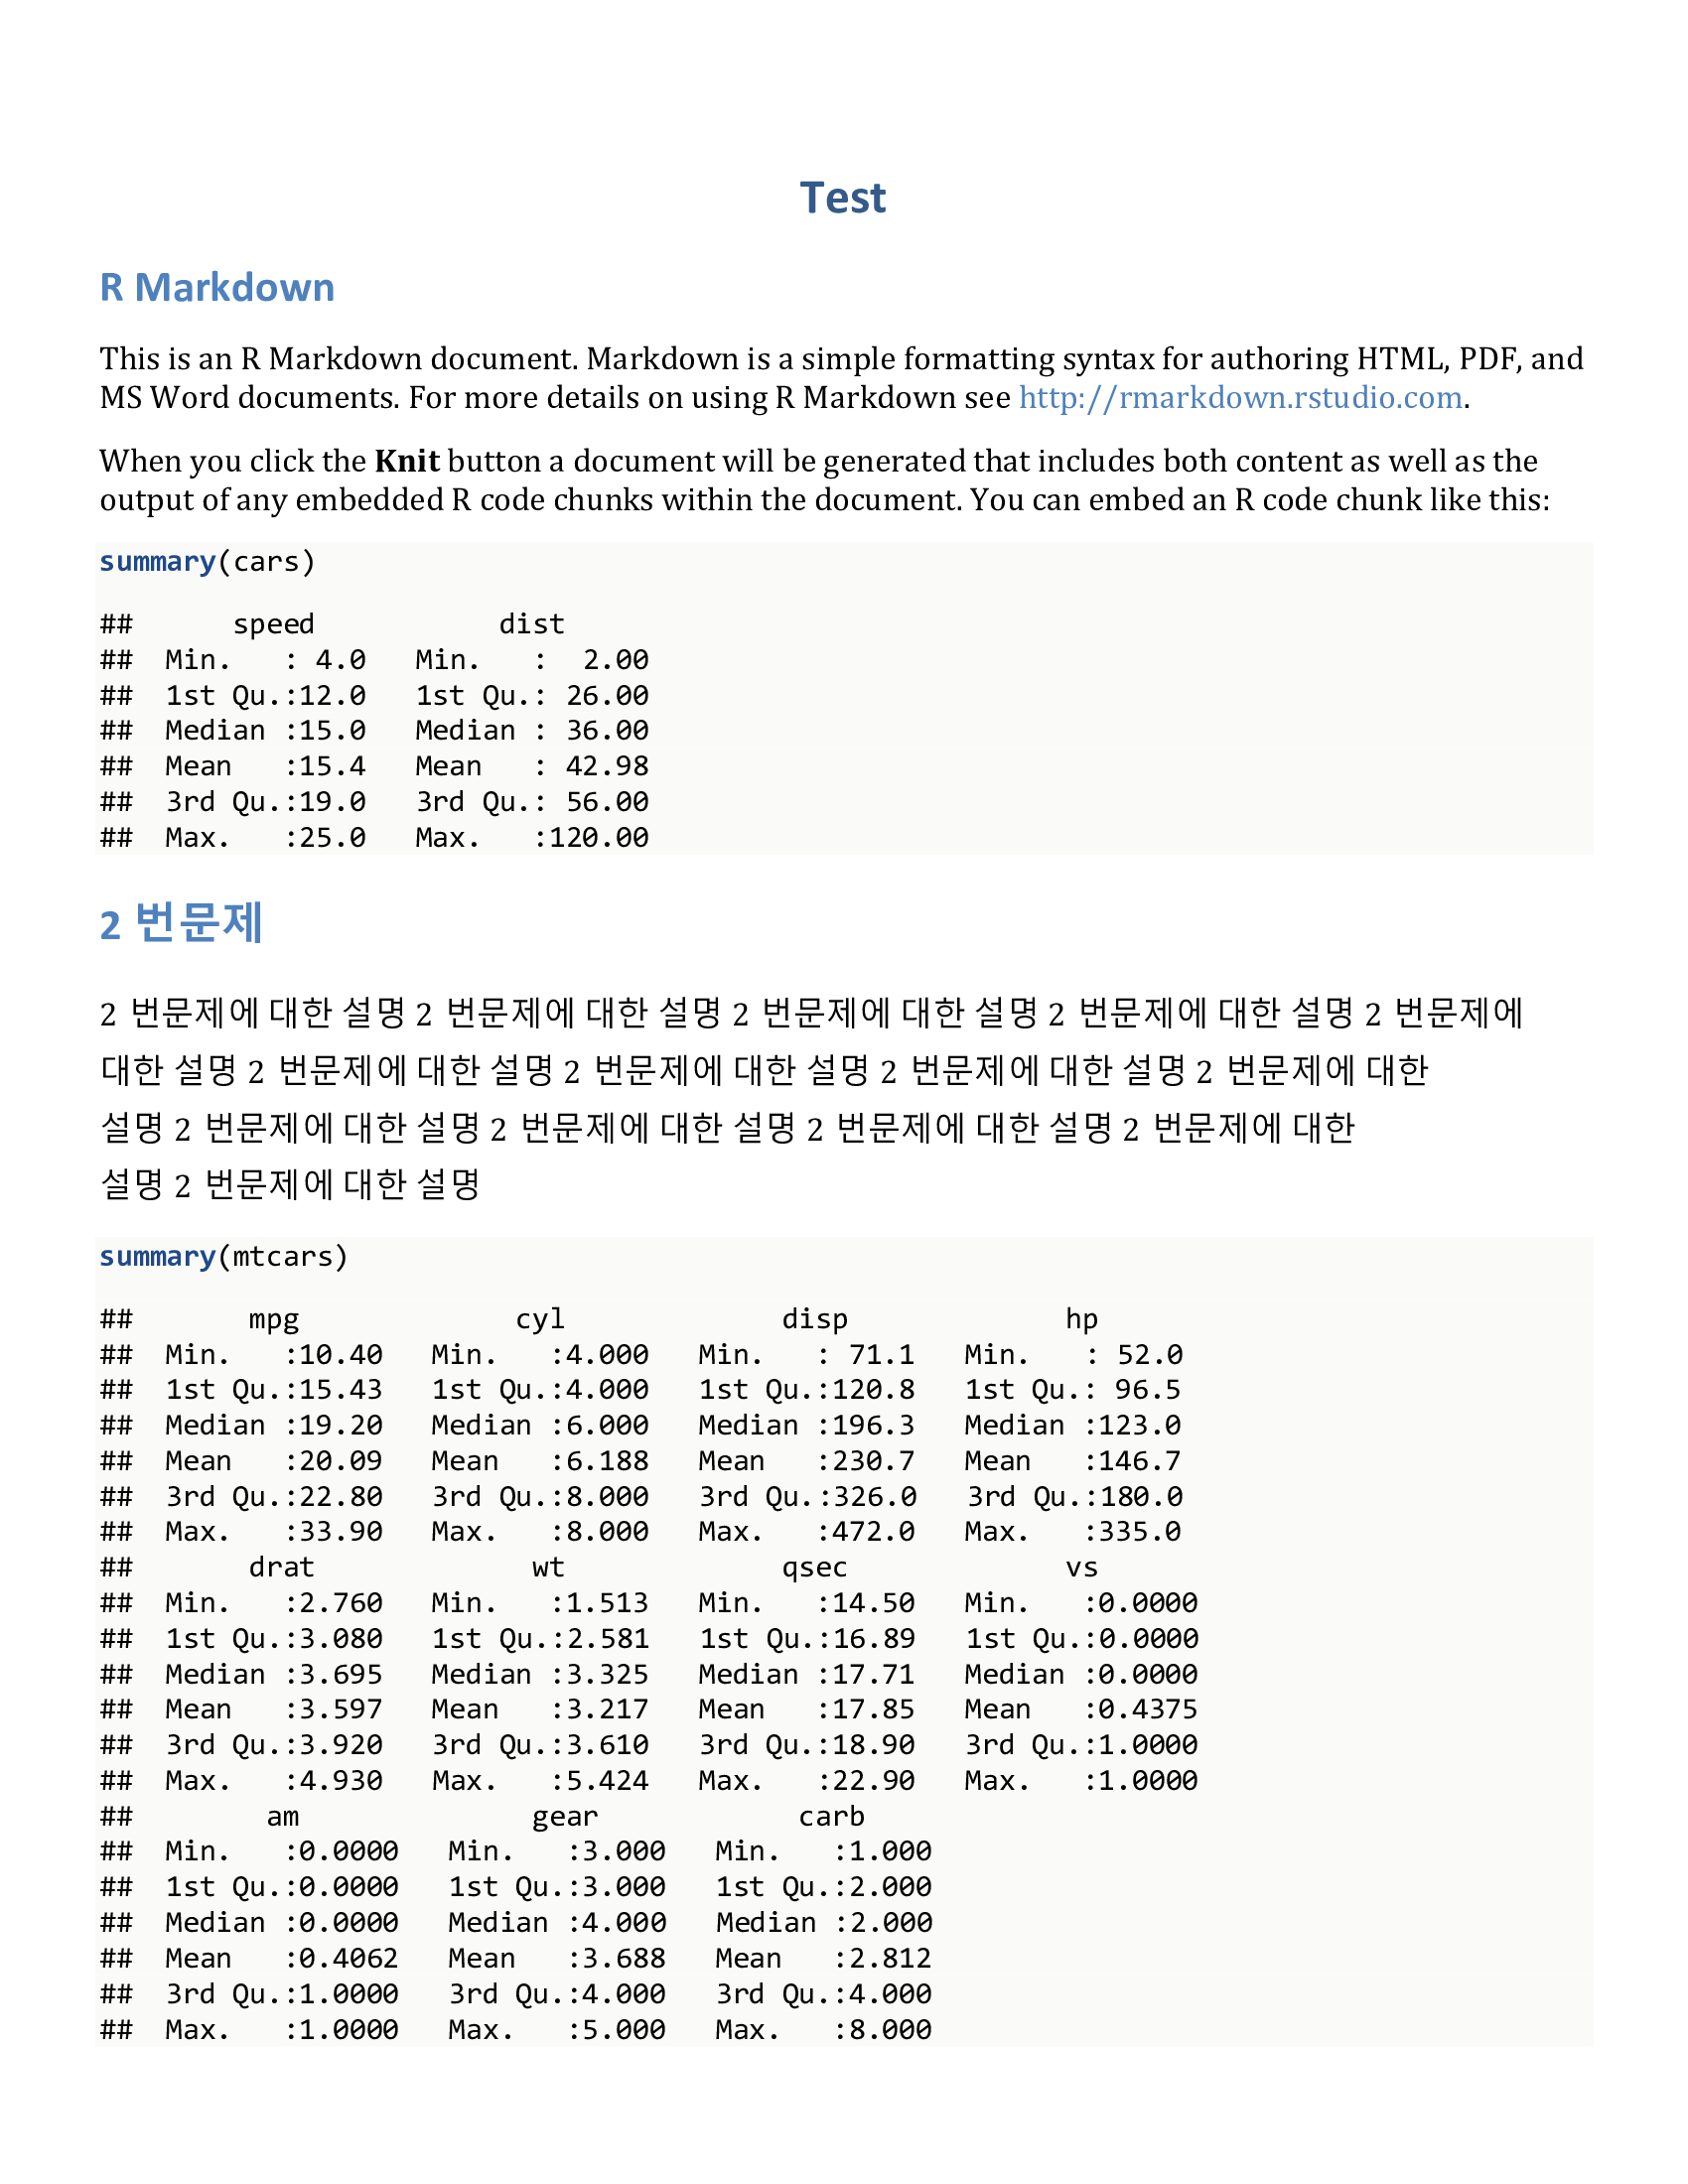 Test
R Markdown
This is an R Markdown document. Markdown is a simple formatting syntax for authoring HTML, PDF, and
MS Word documents. For more details on using R Markdown see http://rmarkdown.rstudio.com.
When you click the Knit button a document will be generated that includes both content as well as the
output of any embedded R code chunks within the document. You can embed an R code chunk like this:
summary(cars)
##      speed           dist
##  Min.   : 4.0   Min.   :  2.00
##  1st Qu.:12.0   1st Qu.: 26.00
##  Median :15.0   Median : 36.00
##  Mean   :15.4   Mean   : 42.98
##  3rd Qu.:19.0   3rd Qu.: 56.00
##  Max.   :25.0   Max.   :120.00
2 번문제
2 번문제에 대한 설명 2 번문제에 대한 설명 2 번문제에 대한 설명 2 번문제에 대한 설명 2 번문제에
대한 설명 2 번문제에 대한 설명 2 번문제에 대한 설명 2 번문제에 대한 설명 2 번문제에 대한
설명 2 번문제에 대한 설명 2 번문제에 대한 설명 2 번문제에 대한 설명 2 번문제에 대한
설명 2 번문제에 대한 설명
summary(mtcars)
##       mpg             cyl             disp             hp
##  Min.   :10.40   Min.   :4.000   Min.   : 71.1   Min.   : 52.0
##  1st Qu.:15.43   1st Qu.:4.000   1st Qu.:120.8   1st Qu.: 96.5
##  Median :19.20   Median :6.000   Median :196.3   Median :123.0
##  Mean   :20.09   Mean   :6.188   Mean   :230.7   Mean   :146.7
##  3rd Qu.:22.80   3rd Qu.:8.000   3rd Qu.:326.0   3rd Qu.:180.0
##  Max.   :33.90   Max.   :8.000   Max.   :472.0   Max.   :335.0
##       drat             wt             qsec             vs
##  Min.   :2.760   Min.   :1.513   Min.   :14.50   Min.   :0.0000
##  1st Qu.:3.080   1st Qu.:2.581   1st Qu.:16.89   1st Qu.:0.0000
##  Median :3.695   Median :3.325   Median :17.71   Median :0.0000
##  Mean   :3.597   Mean   :3.217   Mean   :17.85   Mean   :0.4375
##  3rd Qu.:3.920   3rd Qu.:3.610   3rd Qu.:18.90   3rd Qu.:1.0000
##  Max.   :4.930   Max.   :5.424   Max.   :22.90   Max.   :1.0000
##        am              gear            carb
##  Min.   :0.0000   Min.   :3.000   Min.   :1.000
##  1st Qu.:0.0000   1st Qu.:3.000   1st Qu.:2.000
##  Median :0.0000   Median :4.000   Median :2.000
##  Mean   :0.4062   Mean   :3.688   Mean   :2.812
##  3rd Qu.:1.0000   3rd Qu.:4.000   3rd Qu.:4.000
##  Max.   :1.0000   Max.   :5.000   Max.   :8.000